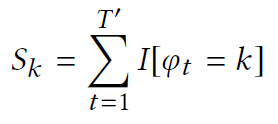 S_k = \sum_{t=1}^{T'} I[\varphi_t = k]